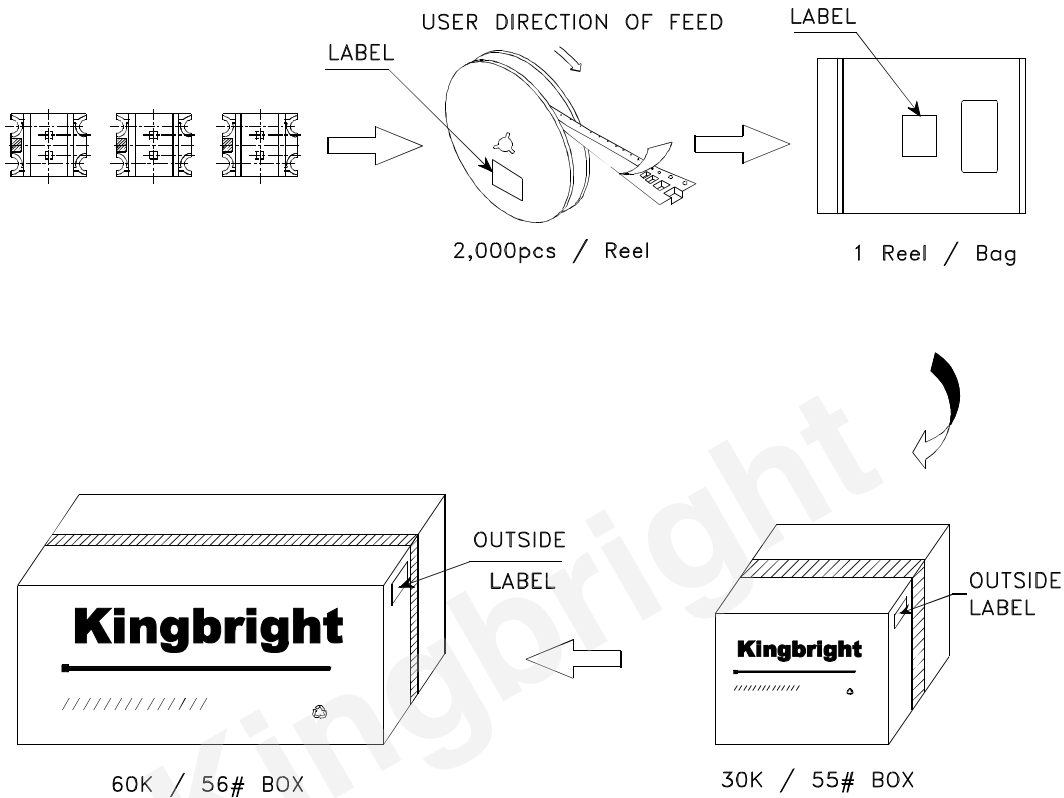 USER DIRECTION OF FEED
LABEL
LABEL
2,000pcs / Reel
1 Reel / Bag
OUTSIDE
LABEL
Kingbright
60K / 56# BOX
OUTSIDE
LABEL
Kingbright
30K / 55# BOX
Kingbright